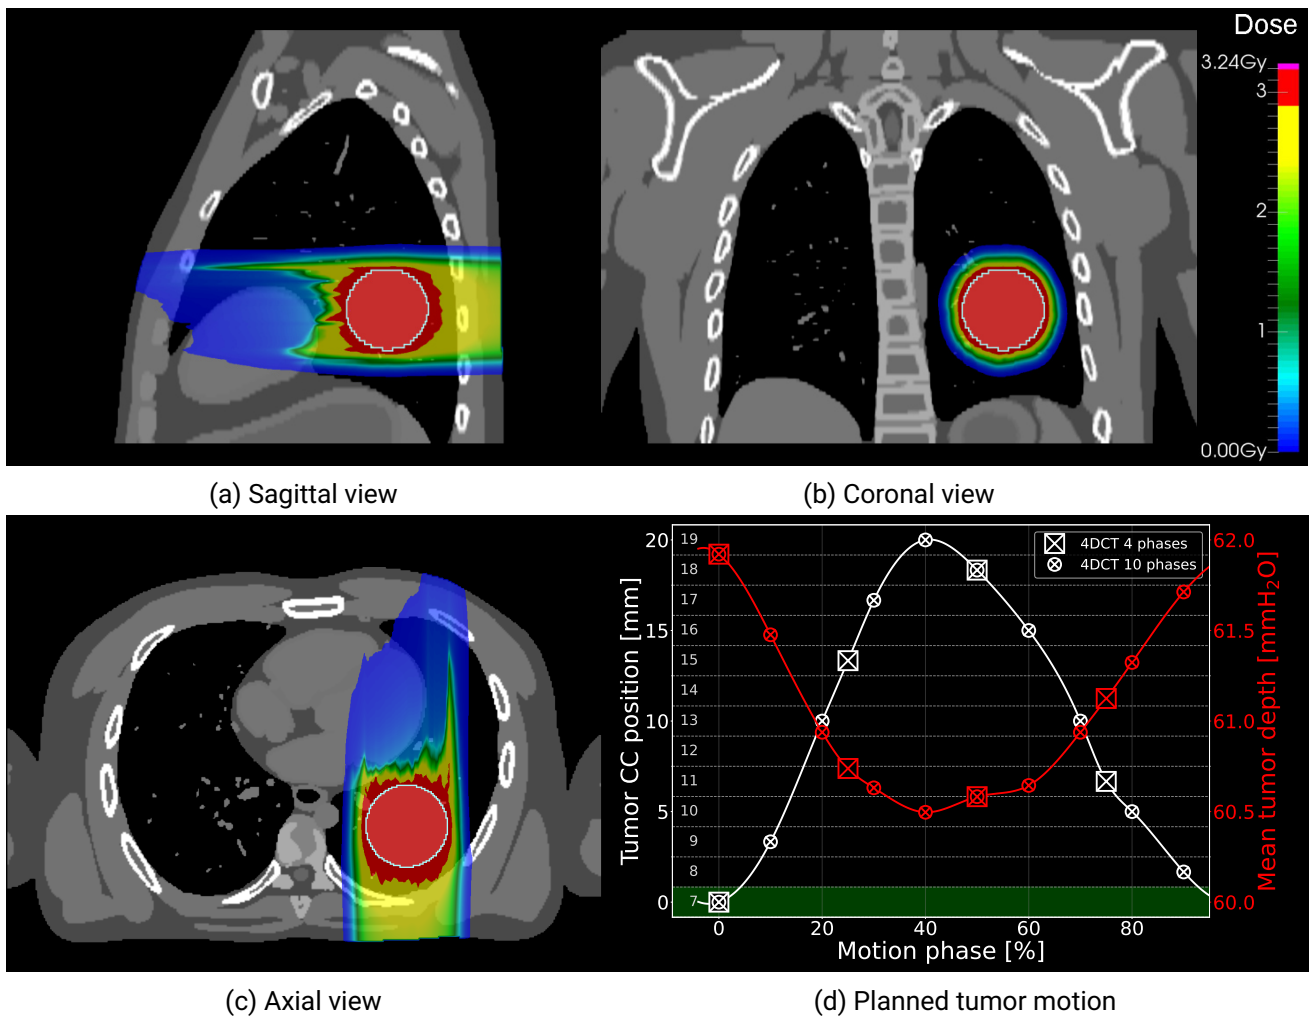 Dose
3.24Gy
3
2
1
0.00Gy
(a) Sagittal view
(b) Coronal view
4DCT 4 phases
4DCT 10 phases
20
15
10
5
0
Tumor CC position [mm]
19
18
17
16
15
14
13
12
11
10
9
8
7
62.0
61.5
61.0
60.5
60.0
Mean tumor depth [mmH₂O]
0 20 40 60 80
Motion phase [%]
(c) Axial view
(d) Planned tumor motion